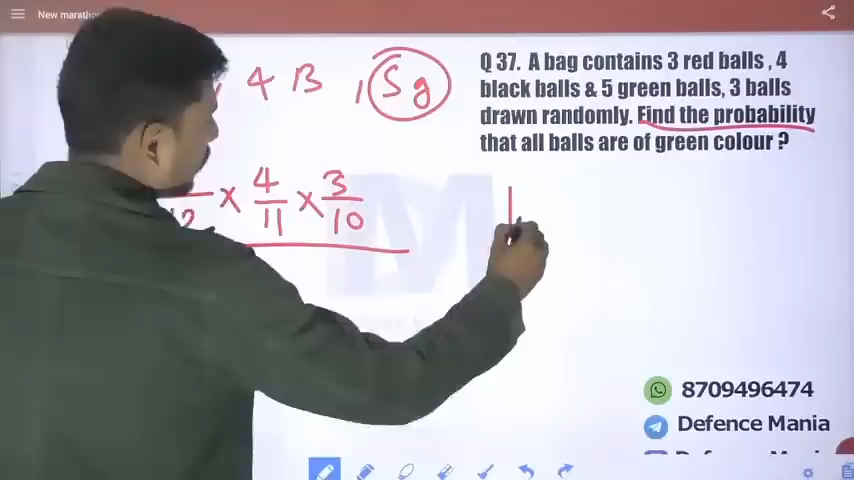 New maratho
, 4 B , 5 g
Q 37. A bag contains 3 red balls , 4
black balls & 5 green balls, 3 balls
drawn randomly. Find the probability
that all balls are of green colour ?
12 × 4/11 × 3/10
8709496474
Defence Mania